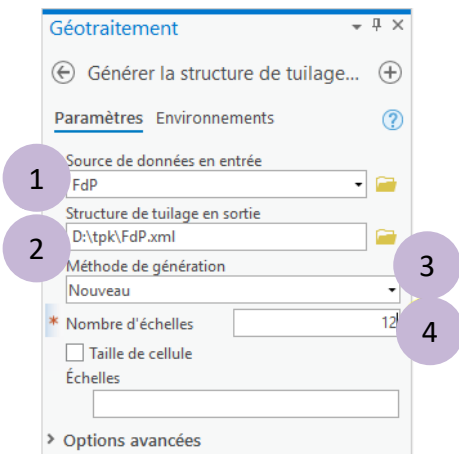 Géotraitement
Générer la structure de tuilage...
Paramètres Environnements
1
Source de données en entrée
FdP
Structure de tuilage en sortie
2
D:\tpk\FdP.xml
Méthode de génération
3
Nouveau
* Nombre d'échelles 12
4
Taille de cellule
Échelles
> Options avancées